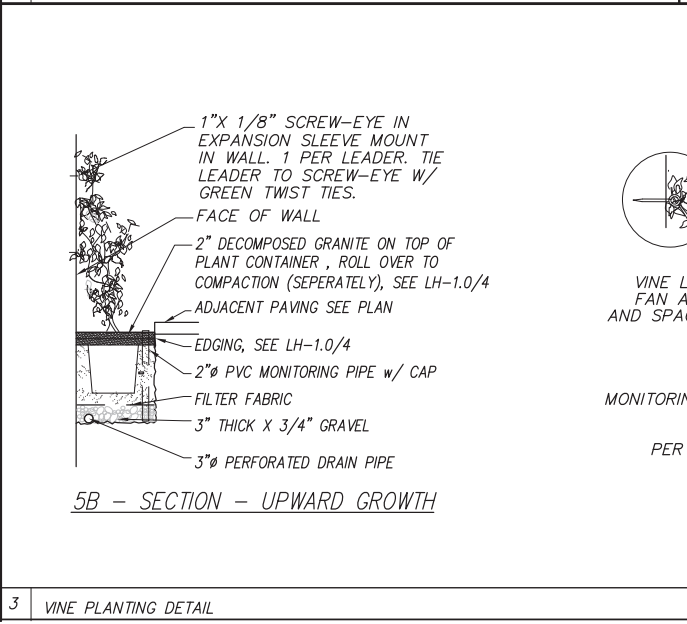 1"X 1/8" SCREW-EYE IN
EXPANSION SLEEVE MOUNT
IN WALL. 1 PER LEADER. TIE
LEADER TO SCREW-EYE W/
GREEN TWIST TIES.
FACE OF WALL
2" DECOMPOSED GRANITE ON TOP OF
PLANT CONTAINER , ROLL OVER TO
COMPACTION (SEPERATELY), SEE LH-1.0/4
ADJACENT PAVING SEE PLAN
EDGING, SEE LH-1.0/4
2"ø PVC MONITORING PIPE w/ CAP
FILTER FABRIC
3" THICK X 3/4" GRAVEL
3"ø PERFORATED DRAIN PIPE
5B - SECTION - UPWARD GROWTH
VINE L
FAN A
AND SPA
MONITORIN
PER
3 VINE PLANTING DETAIL